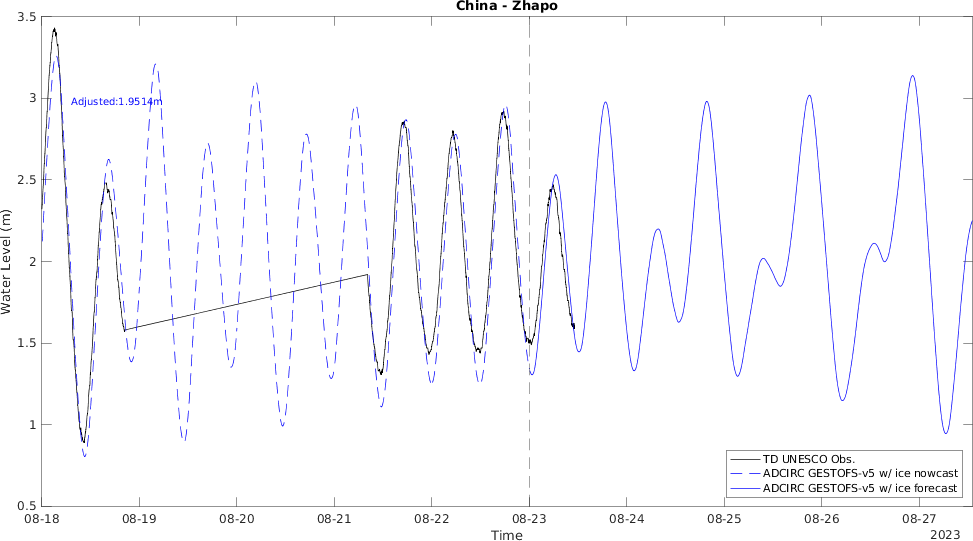 China - Zhapo
3.5
3
2.5
2
1.5
1
0.5
Water Level (m)
Adjusted:1.9514m
TD UNESCO Obs.
ADCIRC GESTOFS-v5 w/ ice nowcast
ADCIRC GESTOFS-v5 w/ ice forecast
08-18 08-19 08-20 08-21 08-22 08-23 08-24 08-25 08-26 08-27
Time
2023